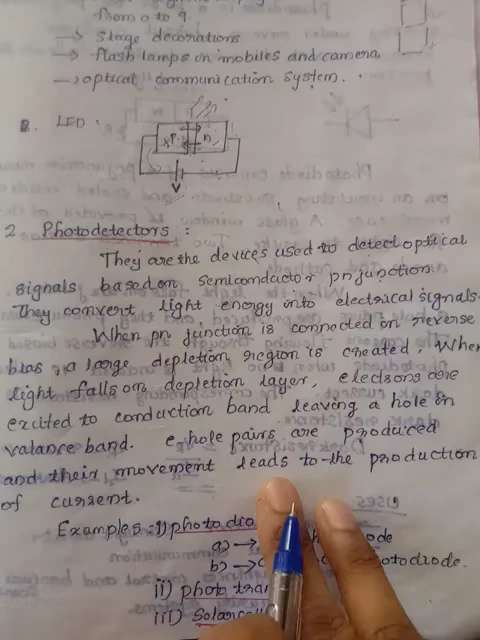 from 0 to 9
→ stage decorations
→ flash lamps on mobiles and camera
→ optical communication system.
B. LED :
P n
V
2 Photodetectors :
They are the devices used to detect optical
signals based on semiconductor pn junction.
They convert light energy into electrical signals.
When pn junction is connected on reverse
bias a large depletion region is created. When
light falls on depletion layer, electrons are
excited to conduction band leaving a hole in
valance band. e-hole pairs are produced
and their movement leads to the production
of current.
Examples : i) photo dio
a) → ode
b) → otodiode.
ii) photo tra
iii) Solar